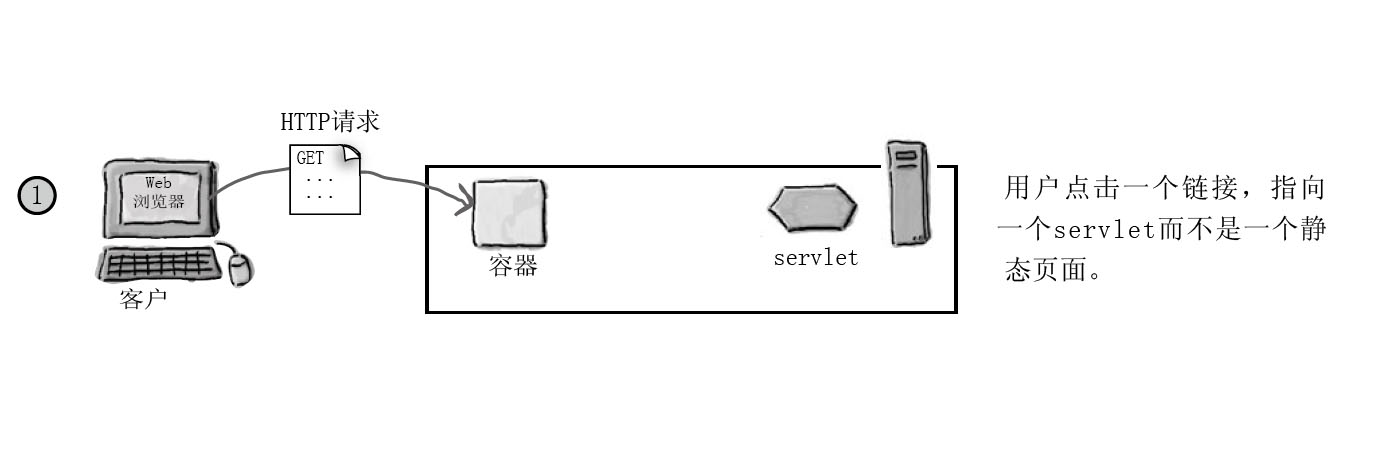 HTTP请求
GET
...
...
Web
浏览器
1
客户
容器
servlet
用户点击一个链接，指向
一个servlet而不是一个静
态页面。